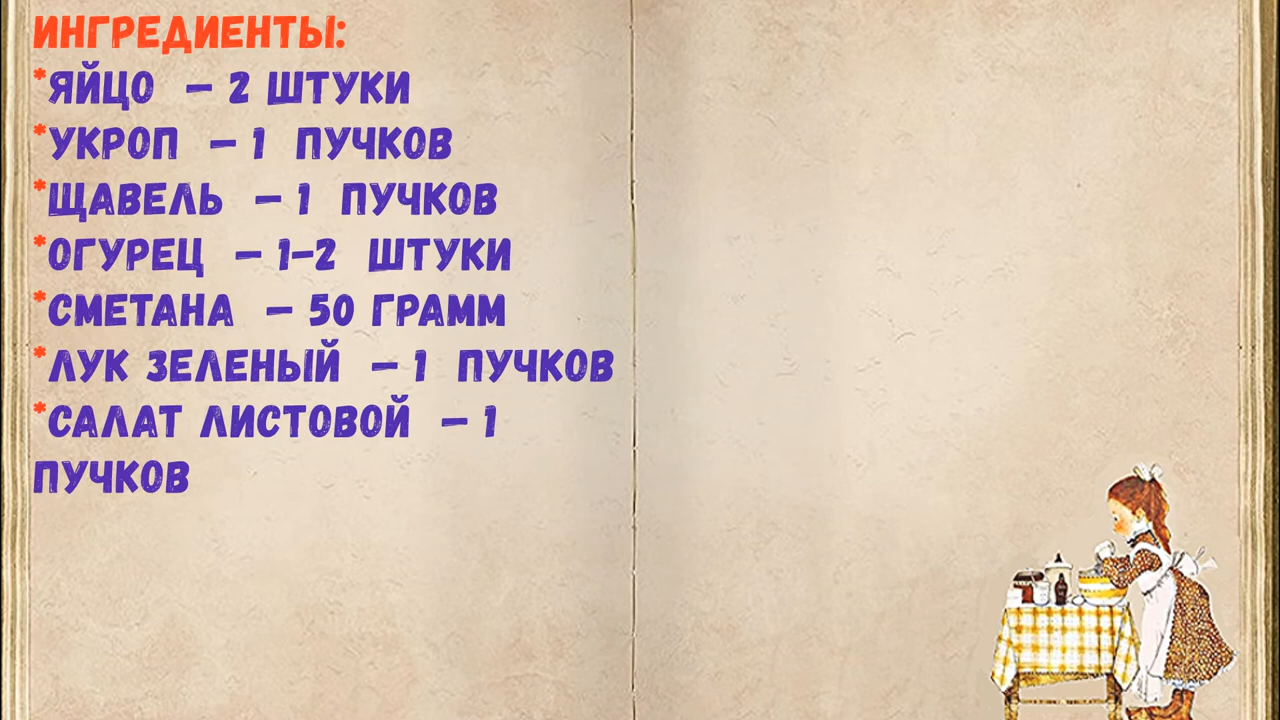 ИНГРЕДИЕНТЫ:
*ЯЙЦО – 2 ШТУКИ
*УКРОП – 1 ПУЧКОВ
*ЩАВЕЛЬ – 1 ПУЧКОВ
*ОГУРЕЦ – 1-2 ШТУКИ
*СМЕТАНА – 50 ГРАММ
*ЛУК ЗЕЛЕНЫЙ – 1 ПУЧКОВ
*САЛАТ ЛИСТОВОЙ – 1
ПУЧКОВ